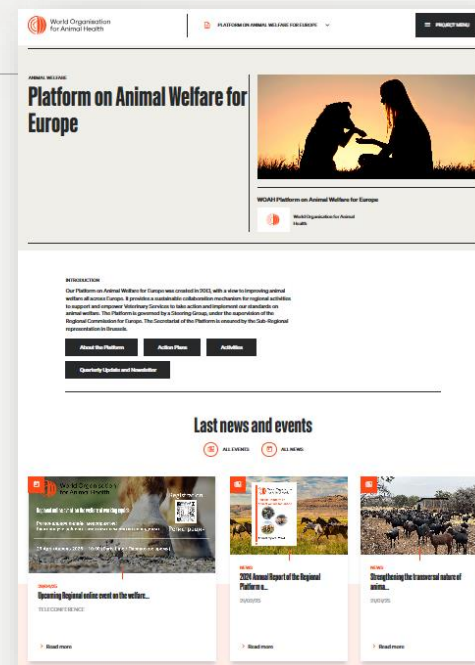 World Organisation
for Animal Health
PLATFORM ON ANIMAL WELFARE FOR EUROPE
PROJECT MENU
ANIMAL WELFARE
Platform on Animal Welfare for
Europe
WOAH Platform on Animal Welfare for Europe
World Organisation for Animal
Health
INTRODUCTION
Our Platform on Animal Welfare for Europe was created in 2013, with a view to improving animal
welfare all across Europe. It provides a sustainable collaboration mechanism for regional activities
to support and empower Veterinary Services to take action and implement our standards on
animal welfare. The Platform is governed by a Steering Group, under the supervision of the
Regional Commission for Europe. The Secretariat of the Platform is ensured by the Sub-Regional
representation in Brussels.
About the Platform
Action Plans
Activities
Quarterly Update and Newsletter
Last news and events
ALL EVENTS
ALL NEWS
World Organisation
for Animal Health
Registration
Upcoming Regional online event on the welfare...
TELECONFERENCE
Read more
NEWS
2024 Annual Report of the Regional
Platform o...
Read more
NEWS
Strengthening the transversal nature of
anima...
Read more